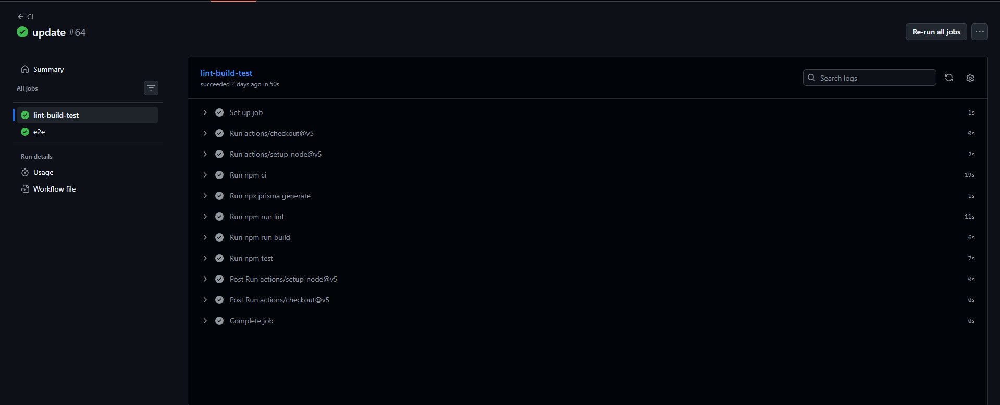 CI
update #64
Re-run all jobs
Summary
All jobs
lint-build-test
e2e
Run details
Usage
Workflow file
lint-build-test
succeeded 2 days ago in 50s
Search logs
Set up job 1s
Run actions/checkout@v5 0s
Run actions/setup-node@v5 2s
Run npm ci 19s
Run npx prisma generate 1s
Run npm run lint 11s
Run npm run build 6s
Run npm test 7s
Post Run actions/setup-node@v5 0s
Post Run actions/checkout@v5 0s
Complete job 0s